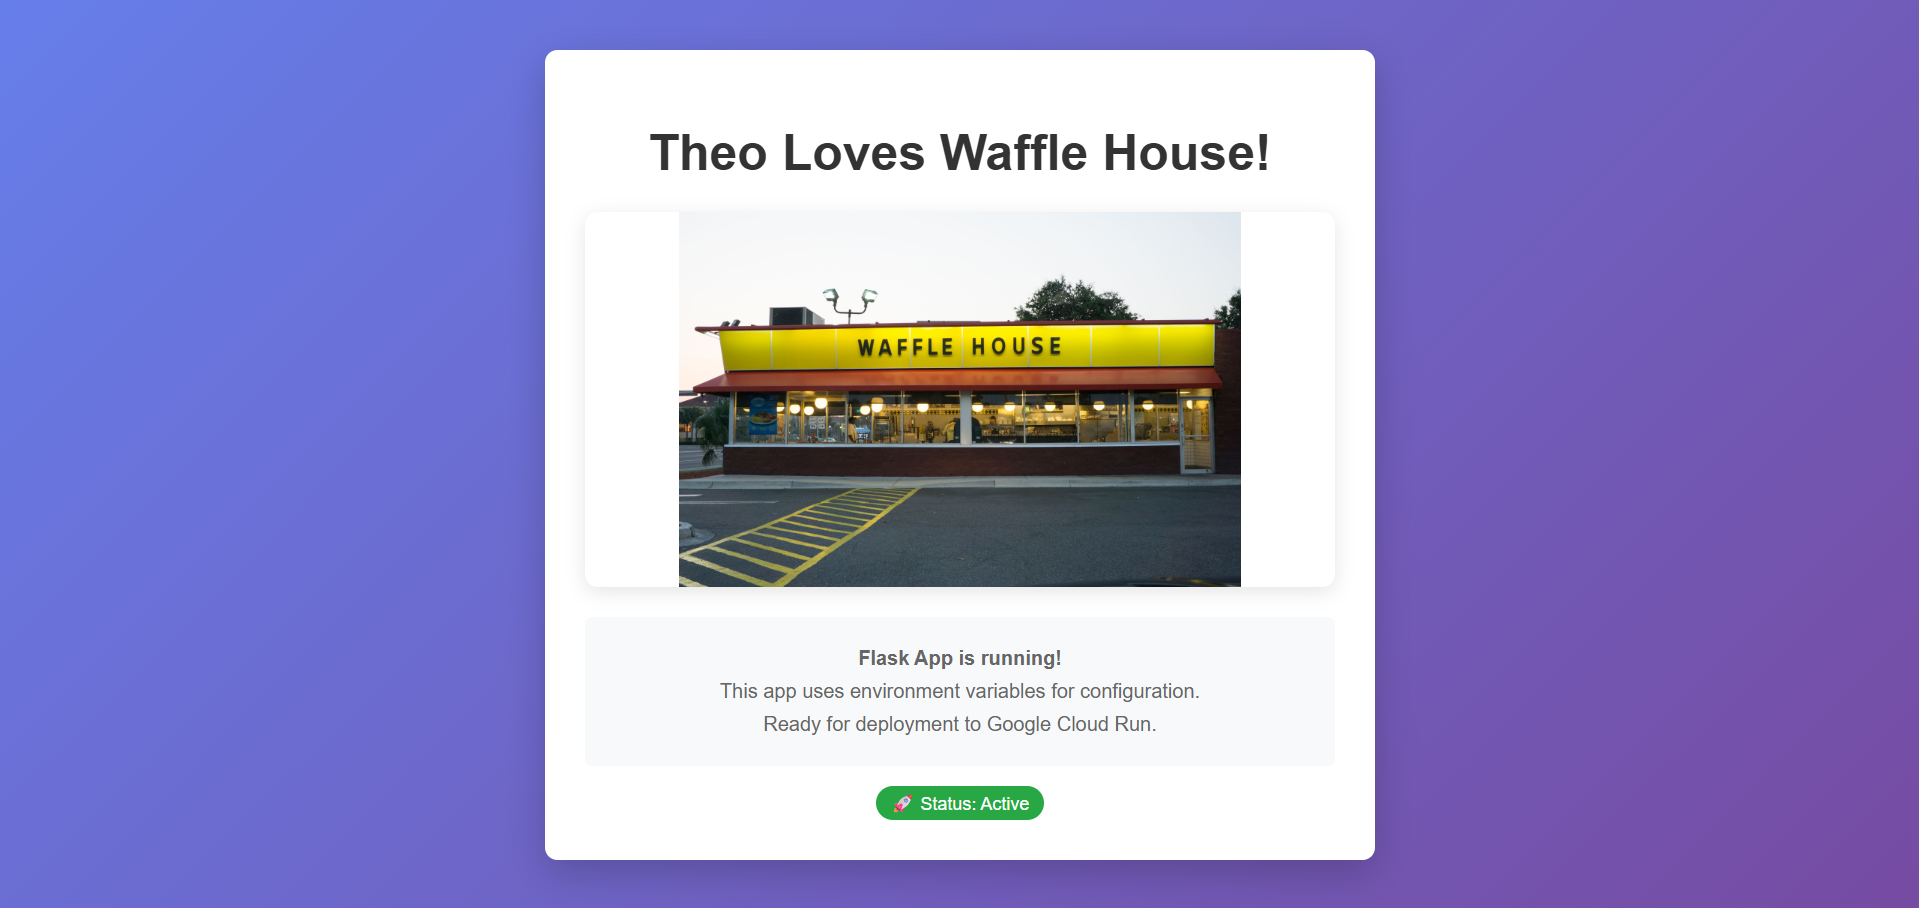 Theo Loves Waffle House!
WAFFLE HOUSE
Flask App is running!
This app uses environment variables for configuration.
Ready for deployment to Google Cloud Run.
🚀 Status: Active